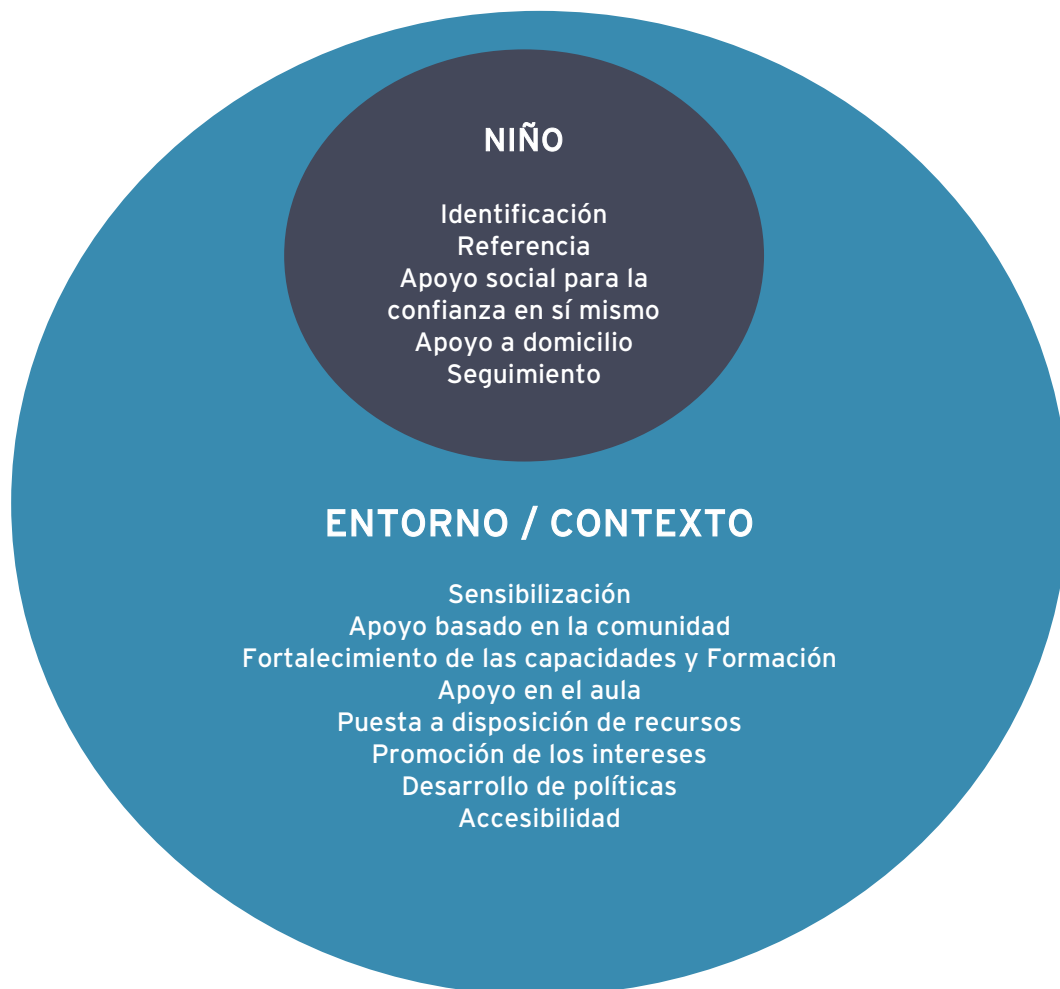 NIÑO
Identificación
Referencia
Apoyo social para la
confianza en sí mismo
Apoyo a domicilio
Seguimiento
ENTORNO / CONTEXTO
Sensibilización
Apoyo basado en la comunidad
Fortalecimiento de las capacidades y Formación
Apoyo en el aula
Puesta a disposición de recursos
Promoción de los intereses
Desarrollo de políticas
Accesibilidad